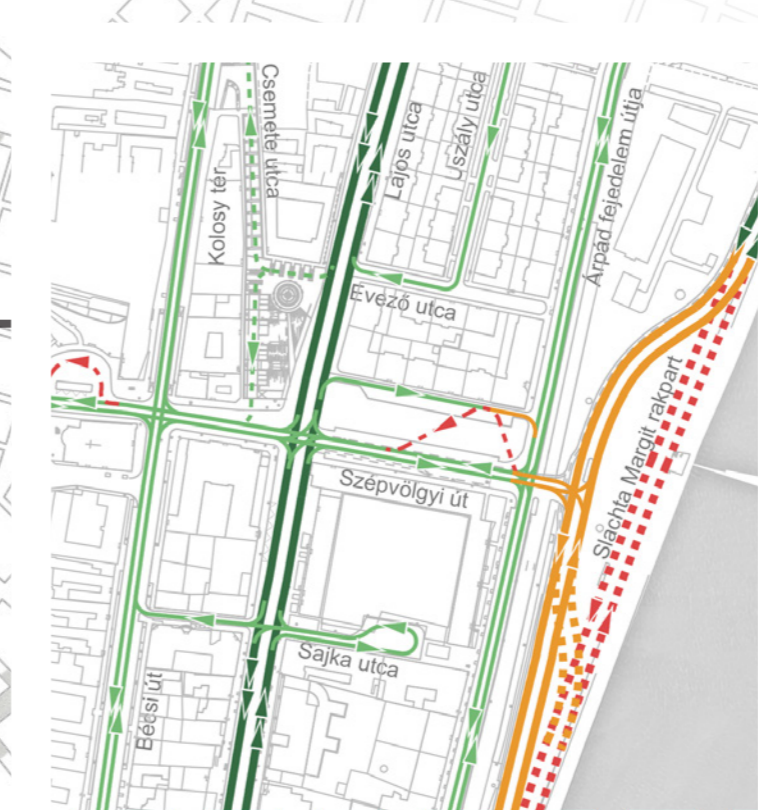 Csemete utca
Lajos utca
Uszály utca
Árpád fejedelem útja
Kolosy tér
Evező utca
Slachta Margit rakpart
Szépvölgyi út
Sajka utca
Bécsi út